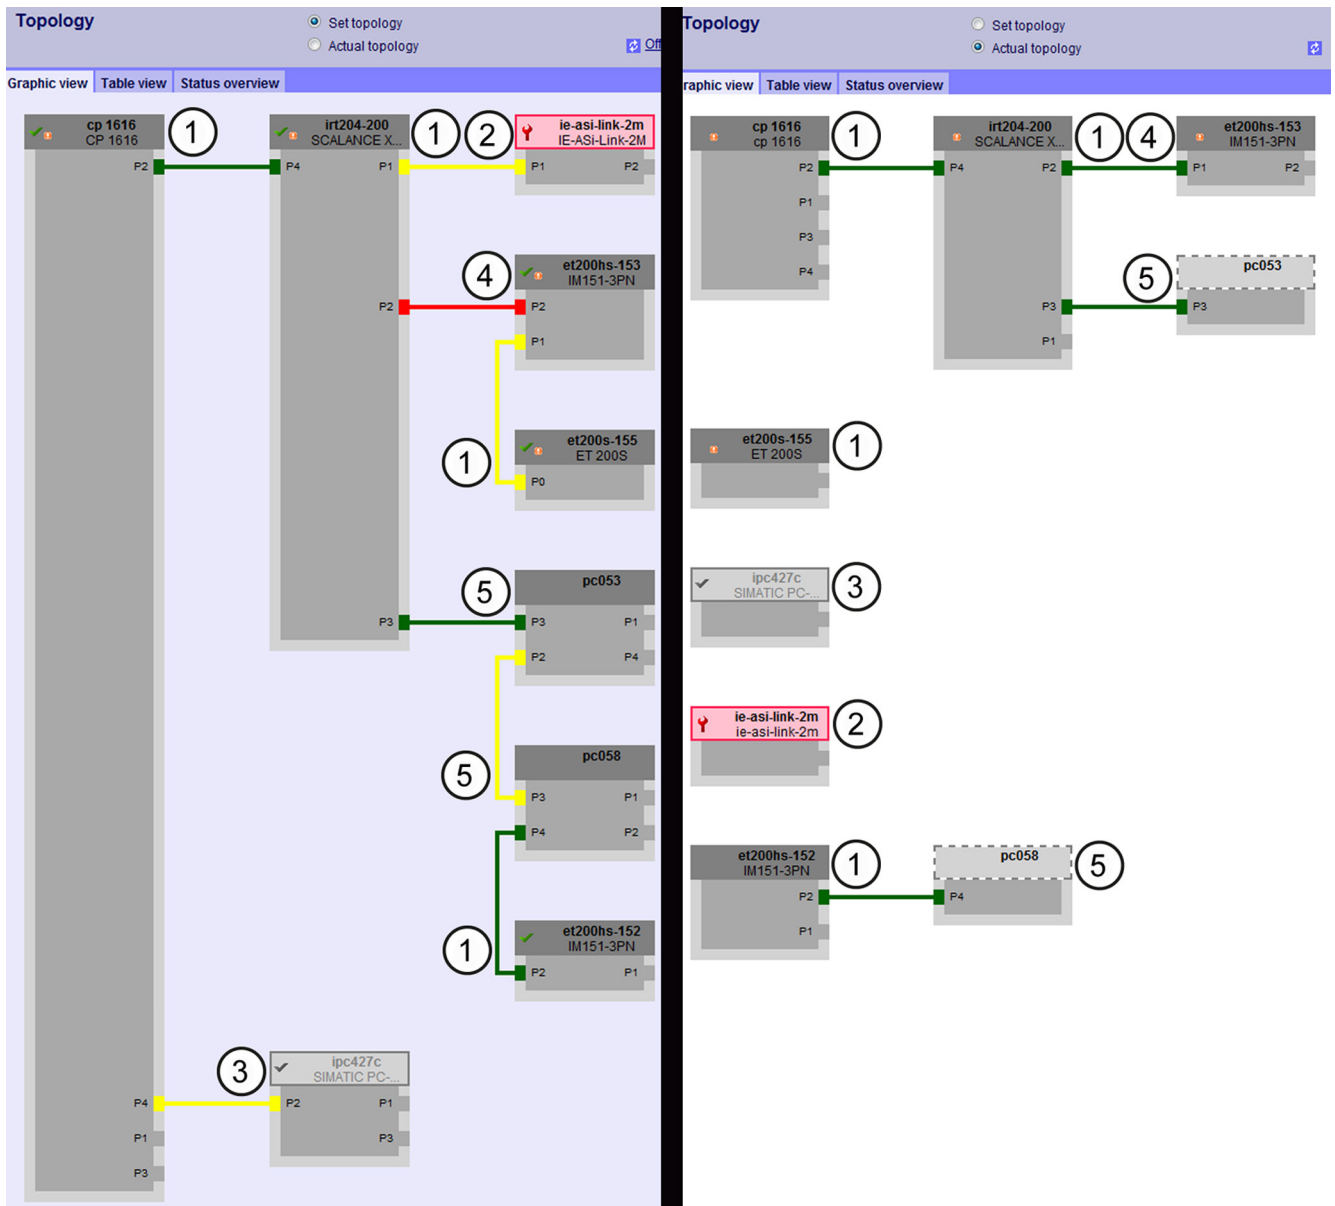 Topology
Set topology
Actual topology
Off
Graphic view Table view Status overview
cp 1616
CP 1616
1
irt204-200
SCALANCE X...
1 2
ie-asi-link-2m
IE-ASi-Link-2M
P2 P4 P1 P1 P2
4
et200hs-153
IM151-3PN
P2 P2
P1
1
et200s-155
ET 200S
P0
5
pc053
P3 P3 P1
P2 P4
5
pc058
P3 P1
P4 P2
1
et200hs-152
IM151-3PN
P2 P1
3
ipc427c
SIMATIC PC-...
P4 P2 P1
P1 P3
P3
Topology
Set topology
Actual topology
raphic view Table view Status overview
cp 1616
cp 1616
1
irt204-200
SCALANCE X...
1 4
et200hs-153
IM151-3PN
P2 P4 P2 P1 P2
P1
P3
P4
5
pc053
P3 P3
P1
et200s-155
ET 200S
1
ipc427c
SIMATIC PC-...
3
ie-asi-link-2m
ie-asi-link-2m
2
et200hs-152
IM151-3PN
1
pc058
5
P2 P4
P1